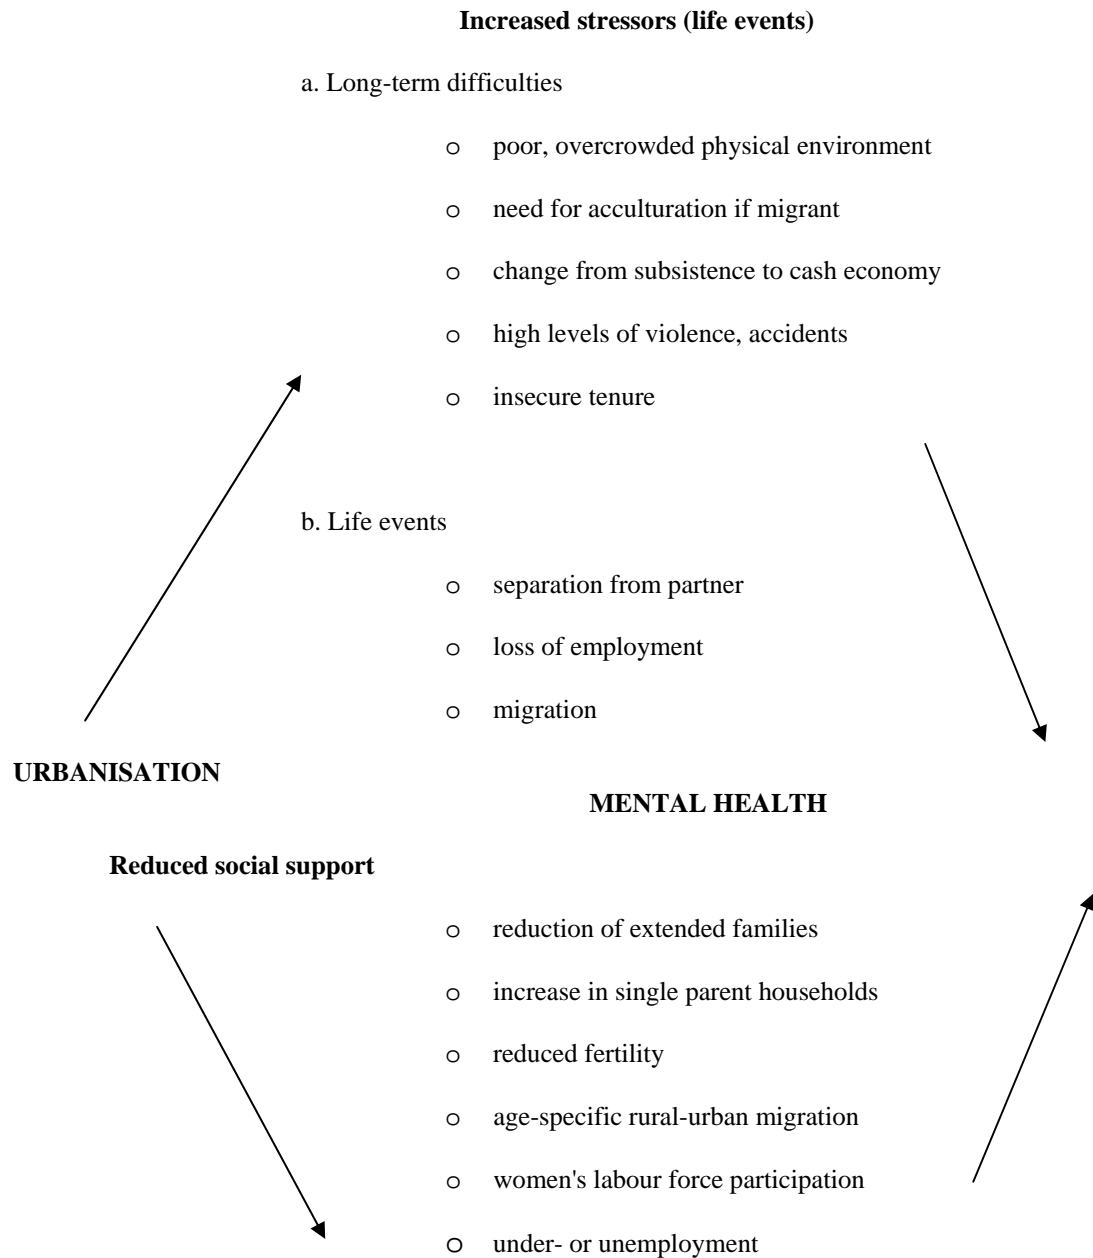 Increased stressors (life events)
a. Long-term difficulties
o poor, overcrowded physical environment
o need for acculturation if migrant
o change from subsistence to cash economy
o high levels of violence, accidents
o insecure tenure
b. Life events
o separation from partner
o loss of employment
o migration
URBANISATION
MENTAL HEALTH
Reduced social support
o reduction of extended families
o increase in single parent households
o reduced fertility
o age-specific rural-urban migration
o women's labour force participation
o under- or unemployment